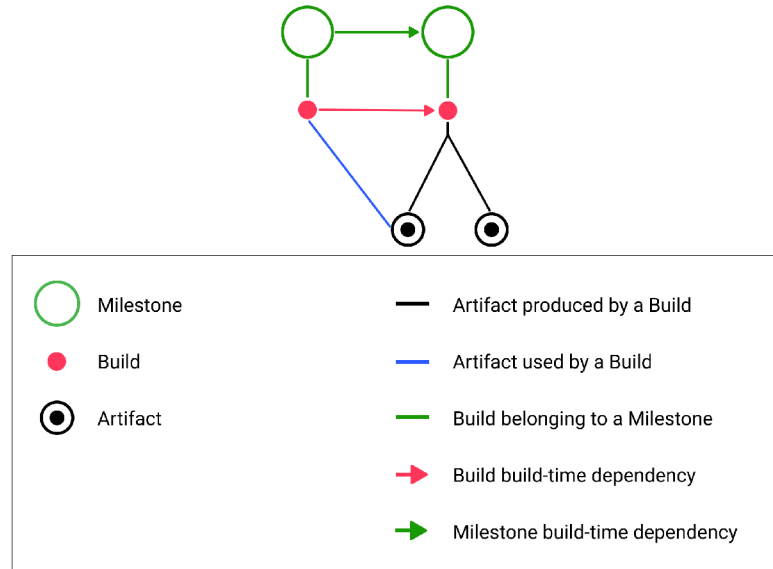 Milestone
Build
Artifact
Artifact produced by a Build
Artifact used by a Build
Build belonging to a Milestone
Build build-time dependency
Milestone build-time dependency